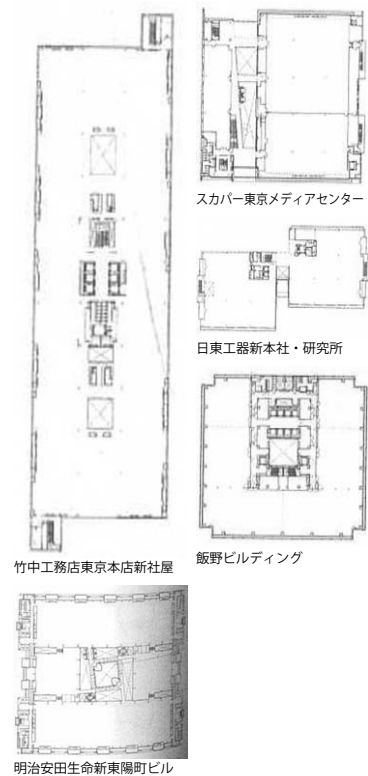 スカパー東京メディアセンター
日東工器新本社・研究所
竹中工務店東京本店新社屋
飯野ビルディング
明治安田生命新東陽町ビル